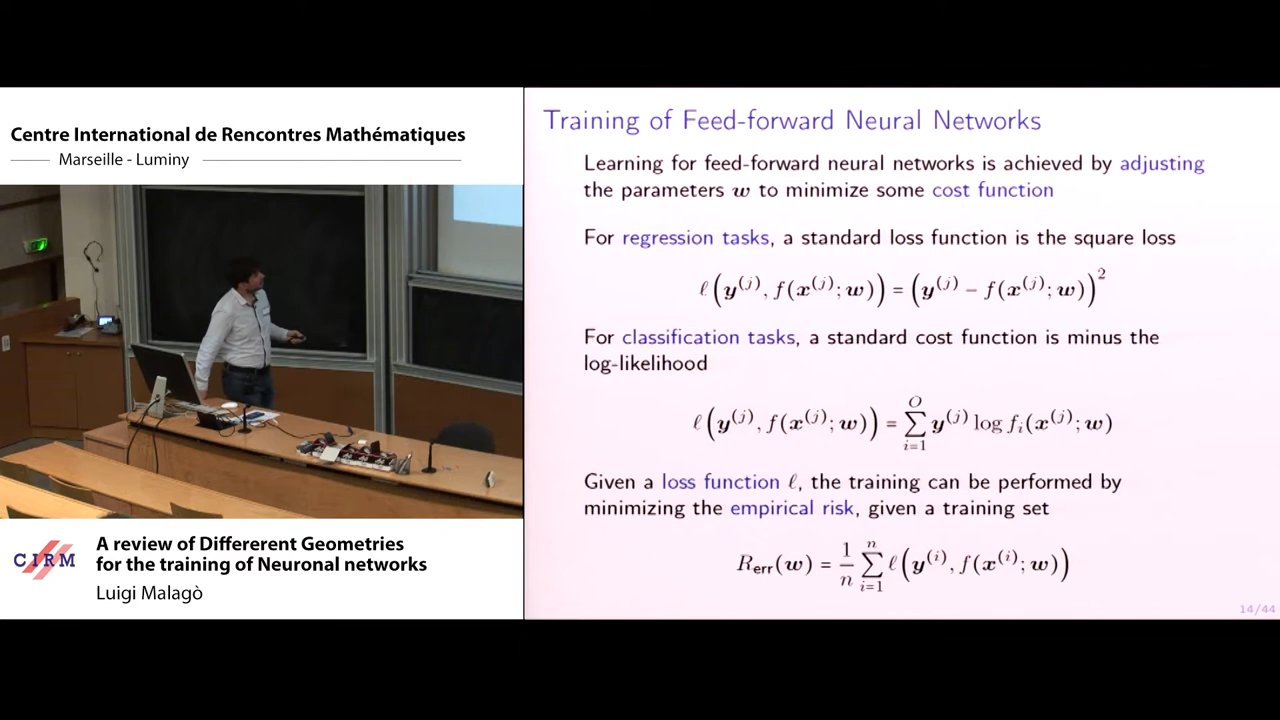 Centre International de Rencontres Mathématiques
Marseille - Luminy
CIRM
A review of Differerent Geometries
for the training of Neuronal networks
Luigi Malagò
Training of Feed-forward Neural Networks
Learning for feed-forward neural networks is achieved by adjusting
the parameters w to minimize some cost function
For regression tasks, a standard loss function is the square loss
ℓ(y^(j), f(x^(j); w)) = (y^(j) − f(x^(j); w))^2
For classification tasks, a standard cost function is minus the
log-likelihood
ℓ(y^(j), f(x^(j); w)) = ∑_{i=1}^{O} y^(j) log f_i(x^(j); w)
Given a loss function ℓ, the training can be performed by
minimizing the empirical risk, given a training set
R_err(w) = 1/n ∑_{i=1}^{n} ℓ(y^(i), f(x^(i); w))
14/44